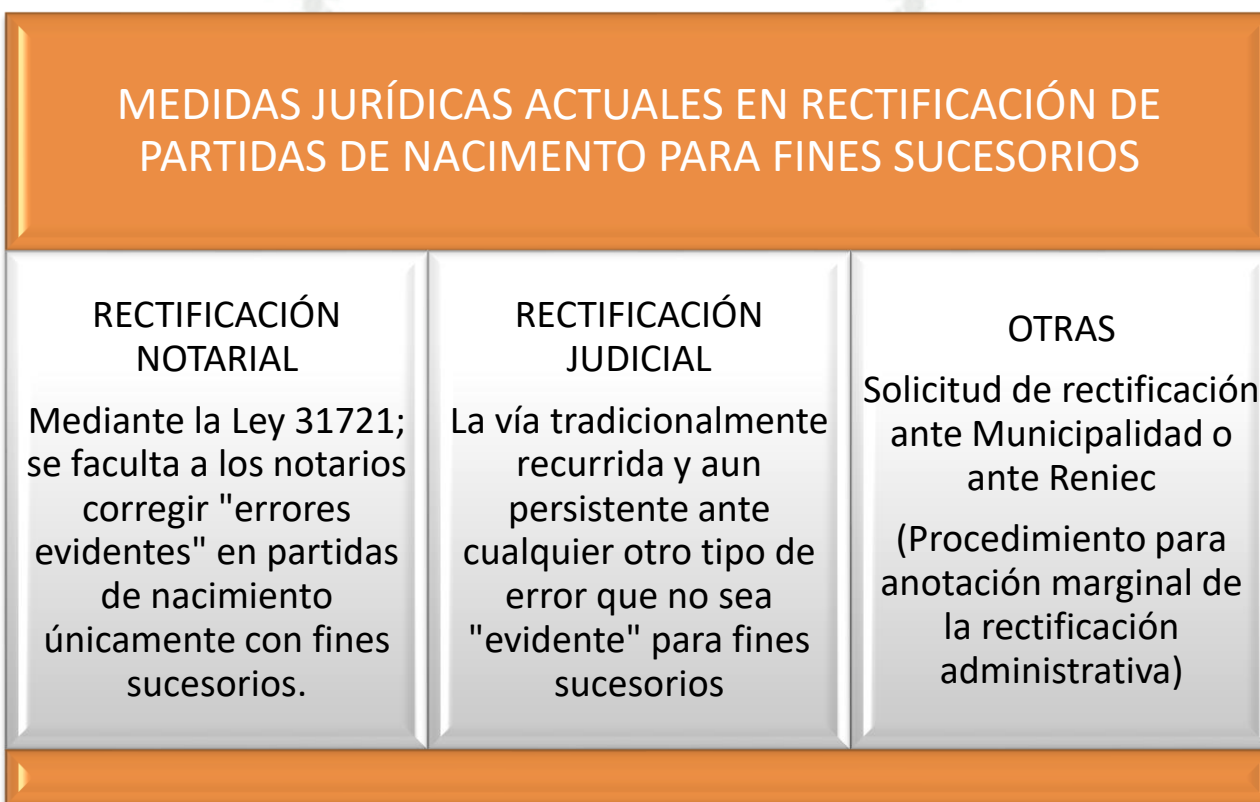 MEDIDAS JURÍDICAS ACTUALES EN RECTIFICACIÓN DE
PARTIDAS DE NACIMENTO PARA FINES SUCESORIOS
RECTIFICACIÓN
NOTARIAL
Mediante la Ley 31721;
se faculta a los notarios
corregir "errores
evidentes" en partidas
de nacimiento
únicamente con fines
sucesorios.
RECTIFICACIÓN
JUDICIAL
La vía tradicionalmente
recurrida y aun
persistente ante
cualquier otro tipo de
error que no sea
"evidente" para fines
sucesorios
OTRAS
Solicitud de rectificación
ante Municipalidad o
ante Reniec
(Procedimiento para
anotación marginal de
la rectificación
administrativa)